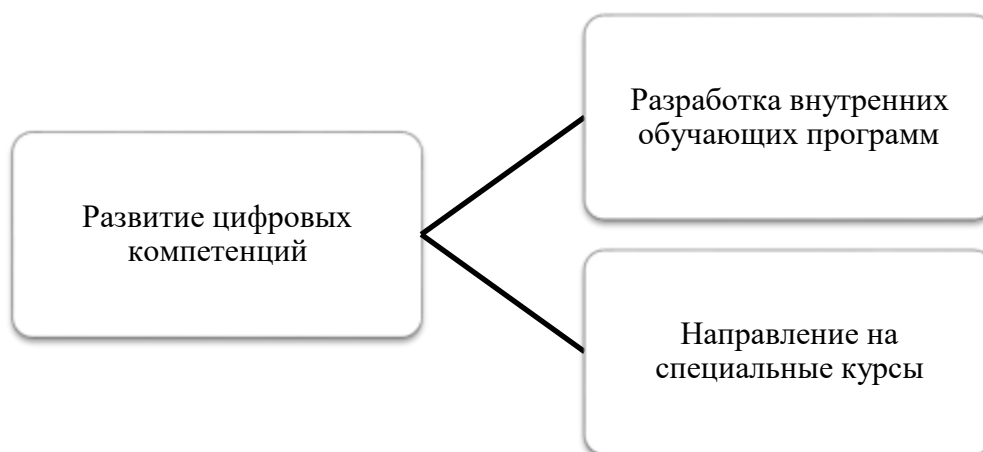 Развитие цифровых
компетенций
Разработка внутренних
обучающих программ
Направление на
специальные курсы